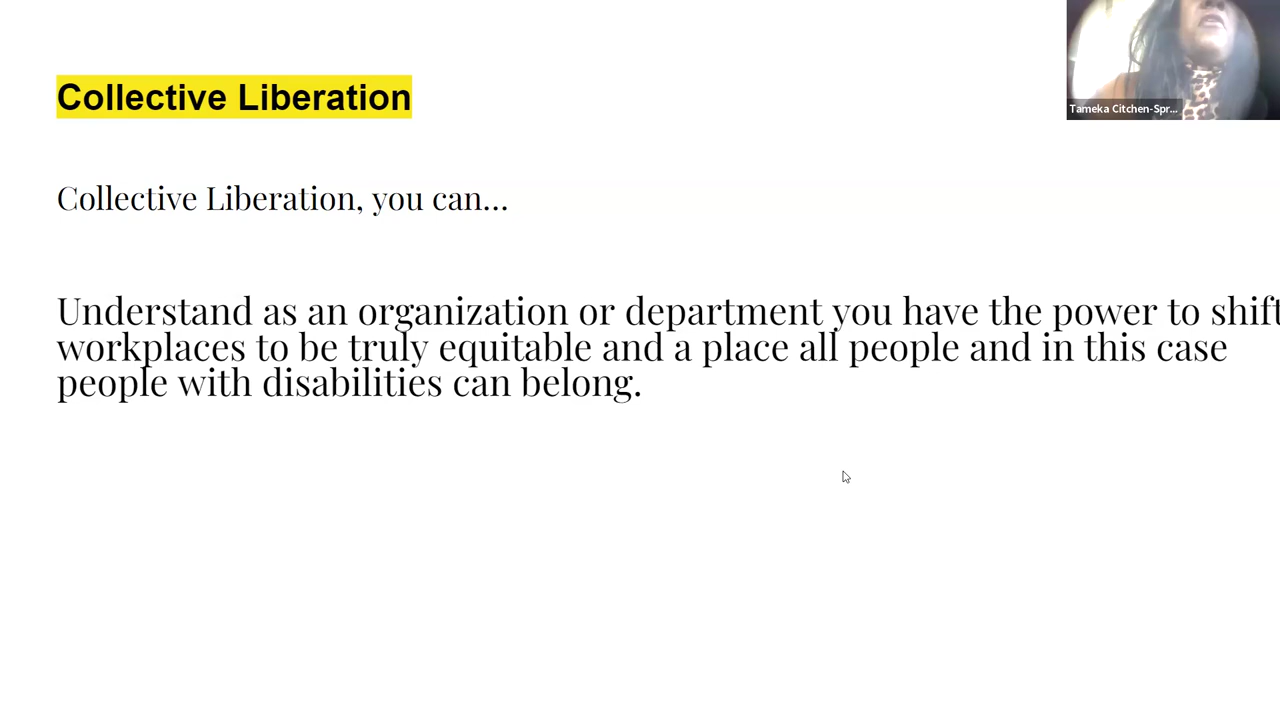 Collective Liberation
Tameka Citchen-Spr...
Collective Liberation, you can...
Understand as an organization or department you have the power to shift
workplaces to be truly equitable and a place all people and in this case
people with disabilities can belong.